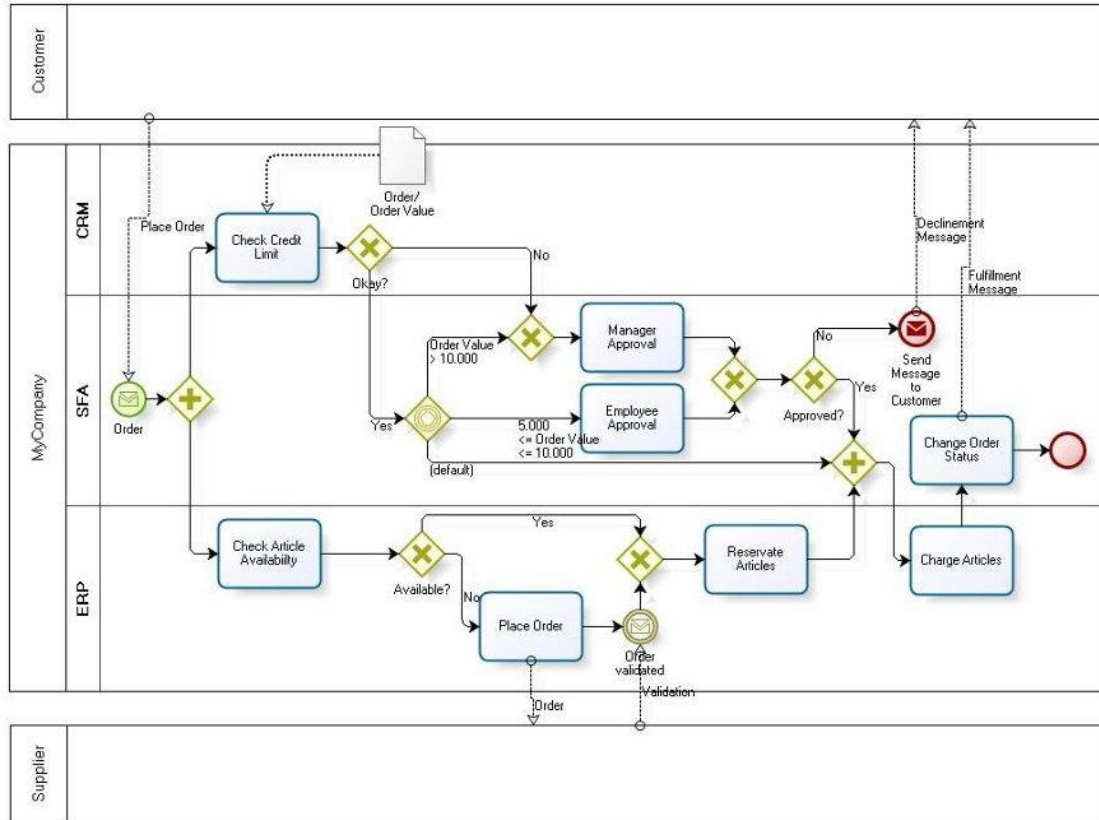 Customer
MyCompany
CRM
SFA
ERP
Supplier
Place Order
Check Credit
Limit
Order/
Order Value
Okay?
No
Declinement
Message
Fulfillment
Message
Order
Yes
Order Value
> 10.000
Manager
Approval
Employee
Approval
5.000
<= Order Value
<= 10.000
(default)
Approved?
No
Yes
Send
Message
to
Customer
Change Order
Status
Check Article
Availability
Available?
Yes
No
Place Order
Order
validated
Reservate
Articles
Charge Articles
Order
Validation